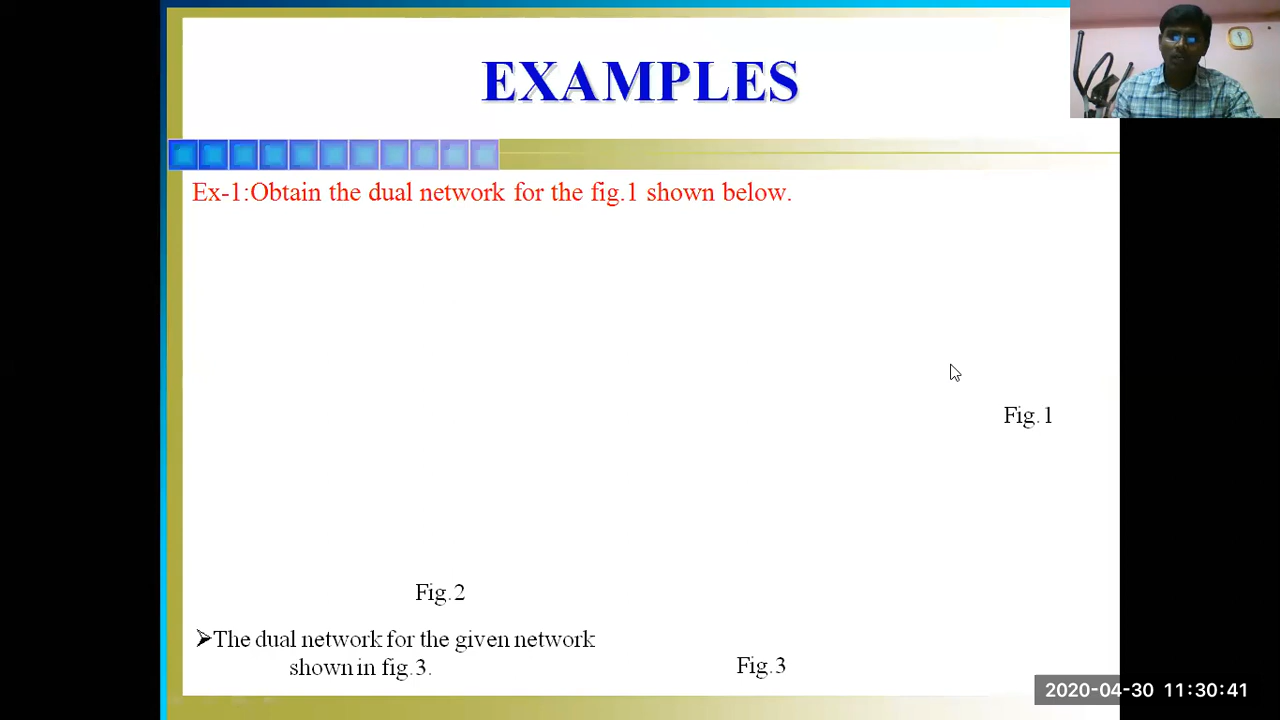 EXAMPLES
Ex-1:Obtain the dual network for the fig.1 shown below.
Fig.1
Fig.2
➢The dual network for the given network
shown in fig.3.
Fig.3
2020-04-30 11:30:41